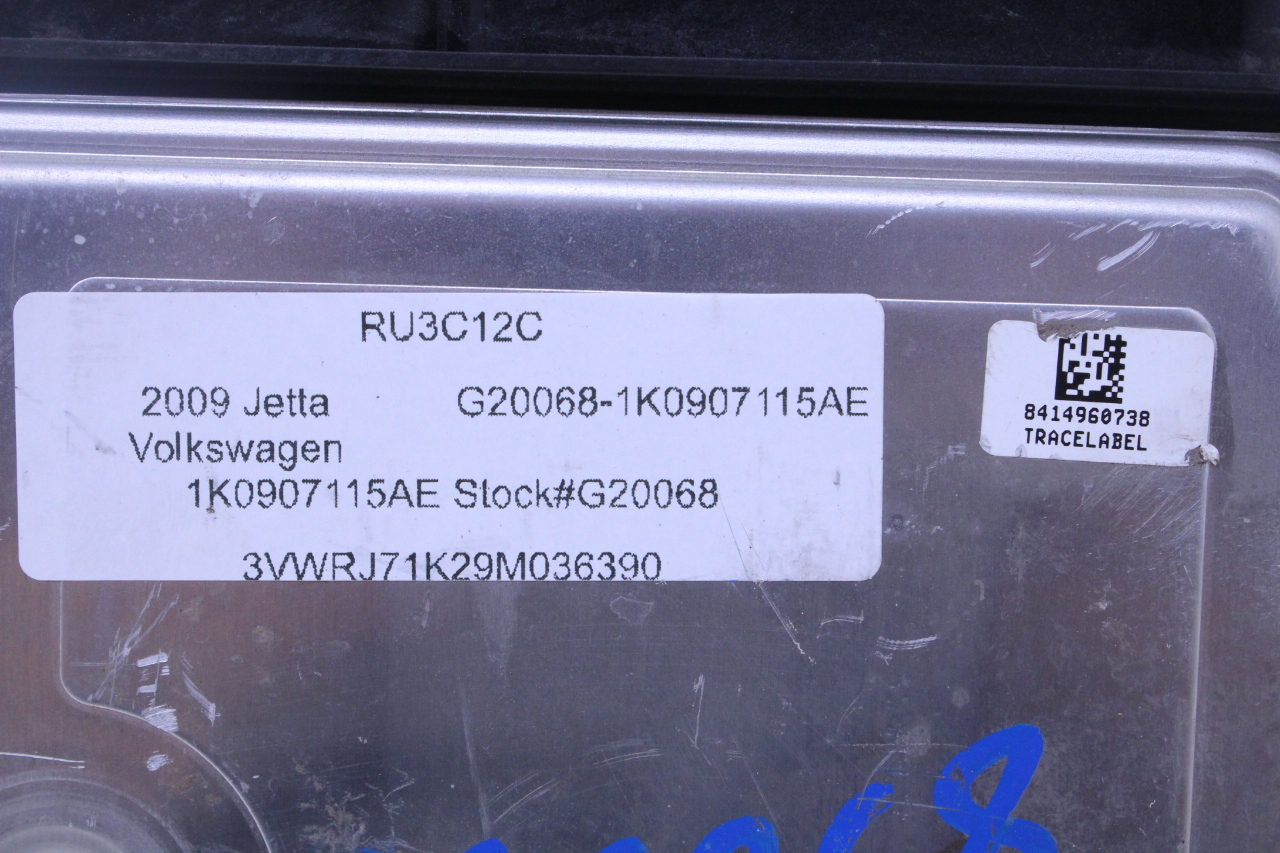 RU3C12C
2009 Jetta G20068-1K0907115AE
Volkswagen
1K0907115AE Stock#G20068
3VWRJ71K29M036390
8414960738
TRACELABEL